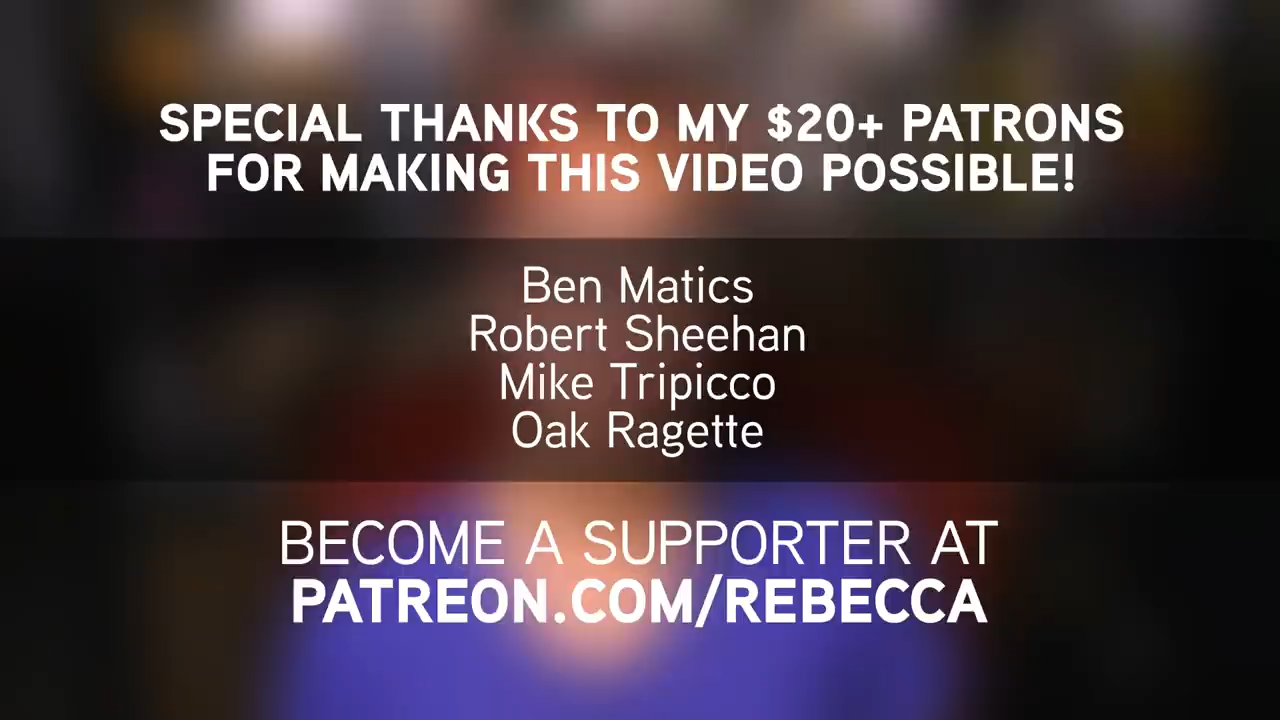 SPECIAL THANKS TO MY $20+ PATRONS
FOR MAKING THIS VIDEO POSSIBLE!
Ben Matics
Robert Sheehan
Mike Tripicco
Oak Ragette
BECOME A SUPPORTER AT
PATREON.COM/REBECCA